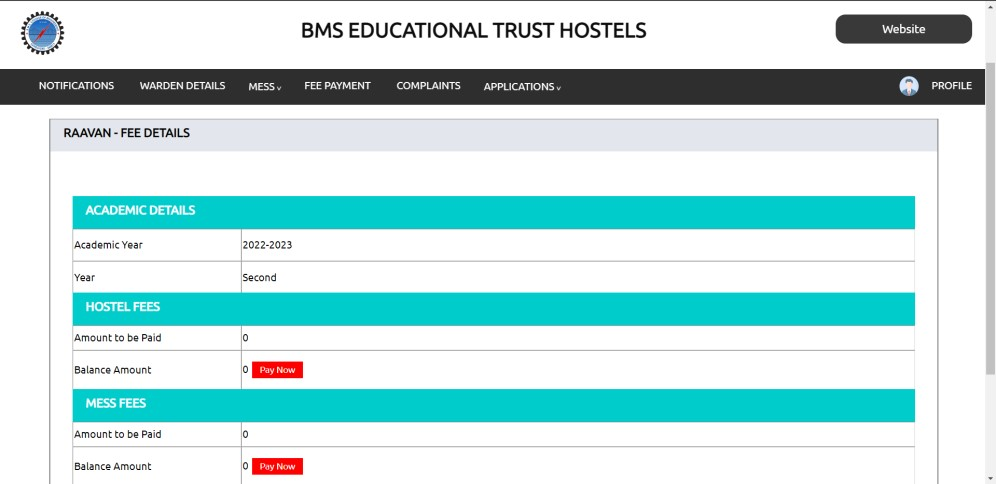 BMS EDUCATIONAL TRUST HOSTELS
Website
NOTIFICATIONS WARDEN DETAILS MESS v FEE PAYMENT COMPLAINTS APPLICATIONS v PROFILE
RAAVAN - FEE DETAILS
ACADEMIC DETAILS
Academic Year 2022-2023
Year Second
HOSTEL FEES
Amount to be Paid 0
Balance Amount 0 Pay Now
MESS FEES
Amount to be Paid 0
Balance Amount 0 Pay Now